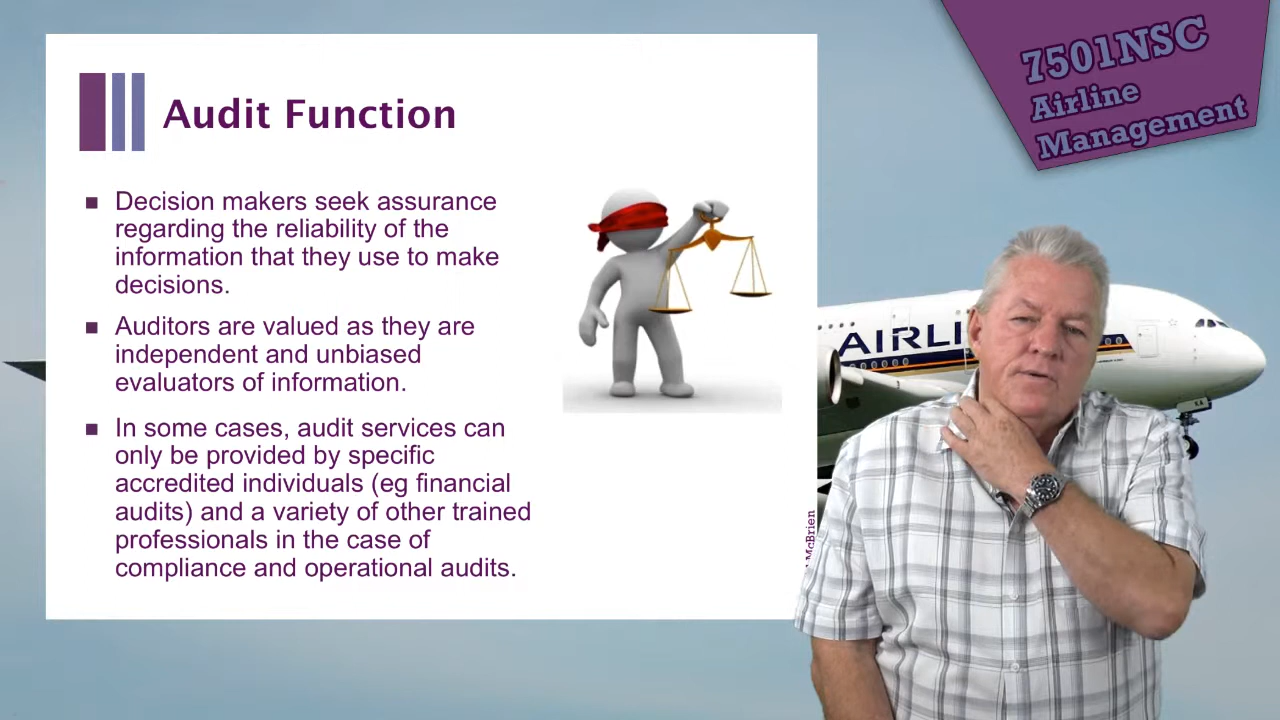 Audit Function
Decision makers seek assurance
regarding the reliability of the
information that they use to make
decisions.
Auditors are valued as they are
independent and unbiased
evaluators of information.
In some cases, audit services can
only be provided by specific
accredited individuals (eg financial
audits) and a variety of other trained
professionals in the case of
compliance and operational audits.
7501NSC
Airline
Management
AIRLI
McBrien